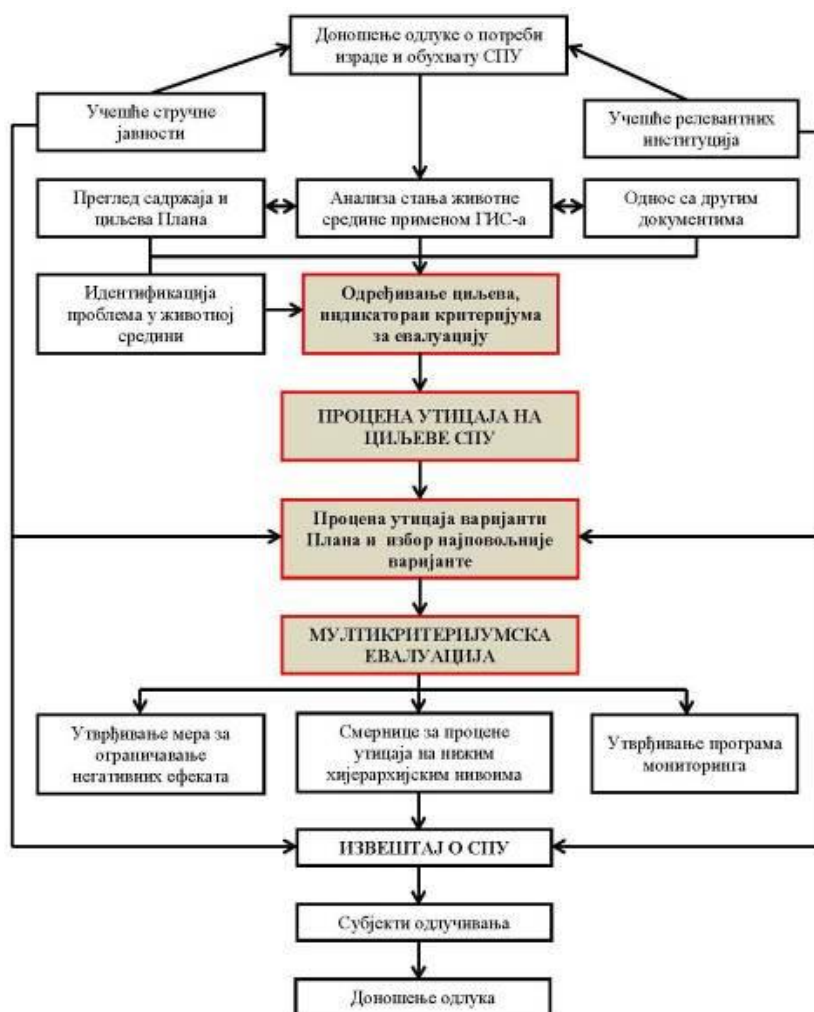 Доношење одлуке о потреби
израде и обухвату СПУ
Учешће стручне
јавности
Учешће релевантних
институција
Преглед садржаја и
циљева Плана
Анализа стања животне
средине применом ГИС-а
Однос са другим
документима
Идентификација
проблема у животној
средини
Одређивање циљева,
индикатораи критеријума
за евалуацију
ПРОЦЕНА УТИЦАЈА НА
ЦИЉЕВЕ СПУ
Процена утицаја варијанти
Плана и избор најповољније
варијанте
МУЛТИКРИТЕРИЈУМСКА
ЕВАЛУАЦИЈА
Утврђивање мера за
ограничавање
негативних ефеката
Смернице за процене
утицаја на нижим
хијерархијским нивоима
Утврђивање програма
мониторинга
ИЗВЕШТАЈ О СПУ
Субјекти одлучивања
Доношење одлука